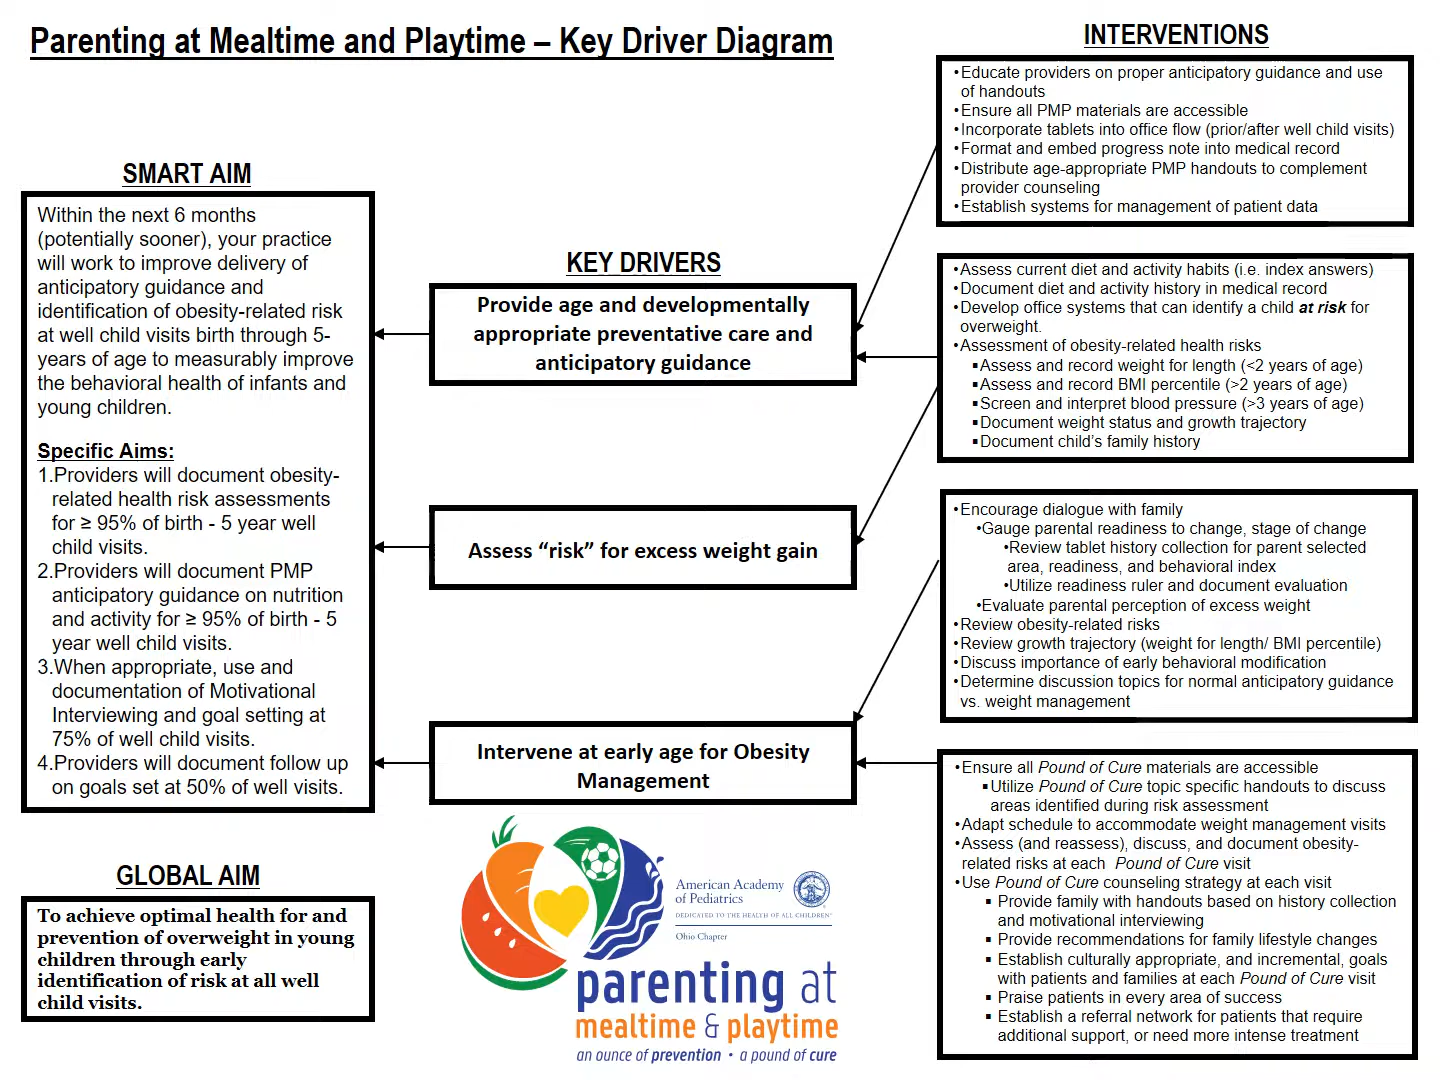 Parenting at Mealtime and Playtime – Key Driver Diagram
SMART AIM
Within the next 6 months
(potentially sooner), your practice
will work to improve delivery of
anticipatory guidance and
identification of obesity-related risk
at well child visits birth through 5-
years of age to measurably improve
the behavioral health of infants and
young children.
Specific Aims:
1.Providers will document obesity-
related health risk assessments
for ≥ 95% of birth - 5 year well
child visits.
2.Providers will document PMP
anticipatory guidance on nutrition
and activity for ≥ 95% of birth - 5
year well child visits.
3.When appropriate, use and
documentation of Motivational
Interviewing and goal setting at
75% of well child visits.
4.Providers will document follow up
on goals set at 50% of well visits.
GLOBAL AIM
To achieve optimal health for and
prevention of overweight in young
children through early
identification of risk at all well
child visits.
KEY DRIVERS
Provide age and developmentally
appropriate preventative care and
anticipatory guidance
Assess “risk” for excess weight gain
Intervene at early age for Obesity
Management
American Academy
of Pediatrics
DEDICATED TO THE HEALTH OF ALL CHILDREN®
Ohio Chapter
parenting at
mealtime & playtime
an ounce of prevention • a pound of cure
INTERVENTIONS
•Educate providers on proper anticipatory guidance and use
of handouts
•Ensure all PMP materials are accessible
•Incorporate tablets into office flow (prior/after well child visits)
•Format and embed progress note into medical record
•Distribute age-appropriate PMP handouts to complement
provider counseling
•Establish systems for management of patient data
•Assess current diet and activity habits (i.e. index answers)
•Document diet and activity history in medical record
•Develop office systems that can identify a child at risk for
overweight.
•Assessment of obesity-related health risks
▪Assess and record weight for length (<2 years of age)
▪Assess and record BMI percentile (>2 years of age)
▪Screen and interpret blood pressure (>3 years of age)
▪Document weight status and growth trajectory
▪Document child’s family history
•Encourage dialogue with family
•Gauge parental readiness to change, stage of change
•Review tablet history collection for parent selected
area, readiness, and behavioral index
•Utilize readiness ruler and document evaluation
•Evaluate parental perception of excess weight
•Review obesity-related risks
•Review growth trajectory (weight for length/ BMI percentile)
•Discuss importance of early behavioral modification
•Determine discussion topics for normal anticipatory guidance
vs. weight management
•Ensure all Pound of Cure materials are accessible
▪Utilize Pound of Cure topic specific handouts to discuss
areas identified during risk assessment
•Adapt schedule to accommodate weight management visits
•Assess (and reassess), discuss, and document obesity-
related risks at each Pound of Cure visit
•Use Pound of Cure counseling strategy at each visit
▪ Provide family with handouts based on history collection
and motivational interviewing
▪ Provide recommendations for family lifestyle changes
▪ Establish culturally appropriate, and incremental, goals
with patients and families at each Pound of Cure visit
▪ Praise patients in every area of success
▪ Establish a referral network for patients that require
additional support, or need more intense treatment